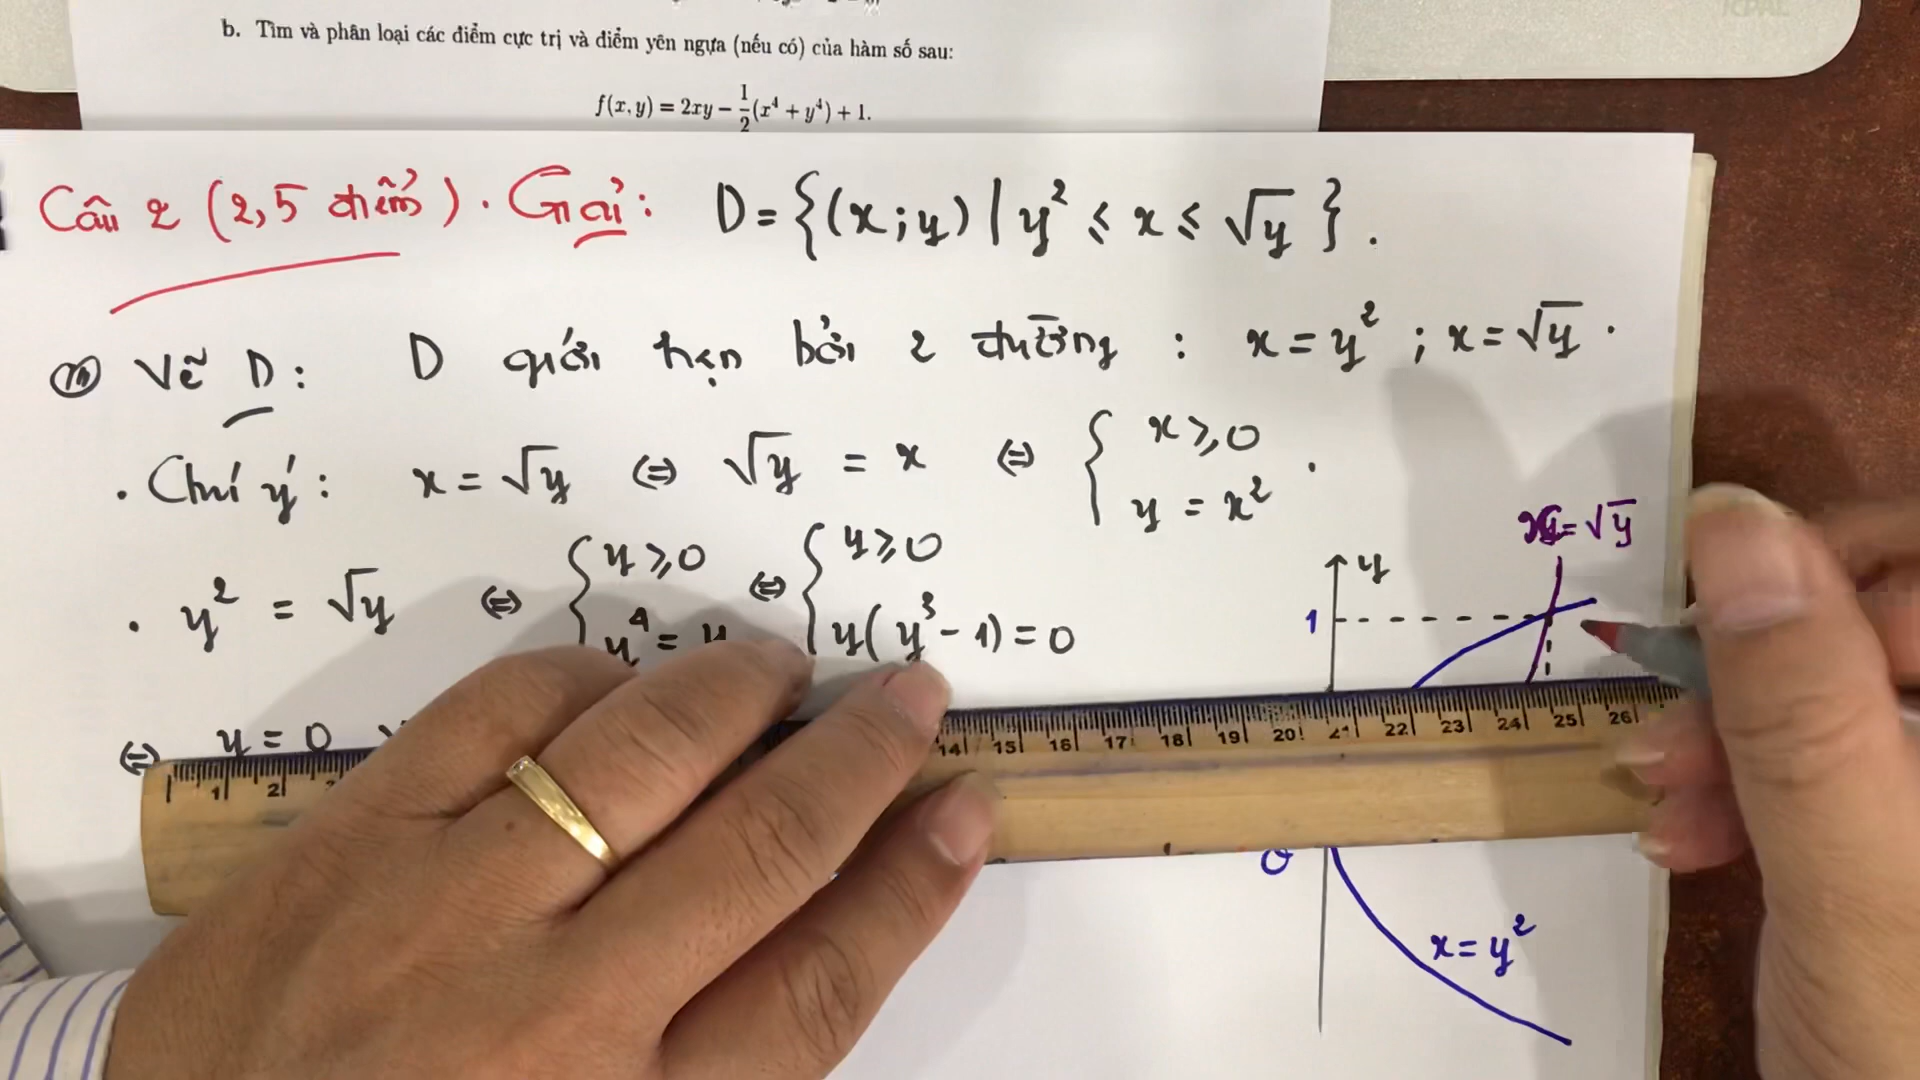 b. Tìm và phân loại các điểm cực trị và điểm yên ngựa (nếu có) của hàm số sau:
f(x, y) = 2xy − 1/2(x⁴ + y⁴) + 1.
Câu 2 (2,5 điểm). Giải: D = {(x; y) | y² ≤ x ≤ √y}.
Vẽ D: D giới hạn bởi 2 đường : x = y² ; x = √y.
. Chú ý: x = √y ⇔ √y = x ⇔ { x ⩾ 0
y = x² .
. y² = √y ⇔ { y ⩾ 0 ⇔ { y ⩾ 0
y⁴ = y y(y³ − 1) = 0
⇔ y = 0
x = √y
y
1
14 15 16 17 18 19 20 21 22 23 24 25 26
1 2
O
x = y²